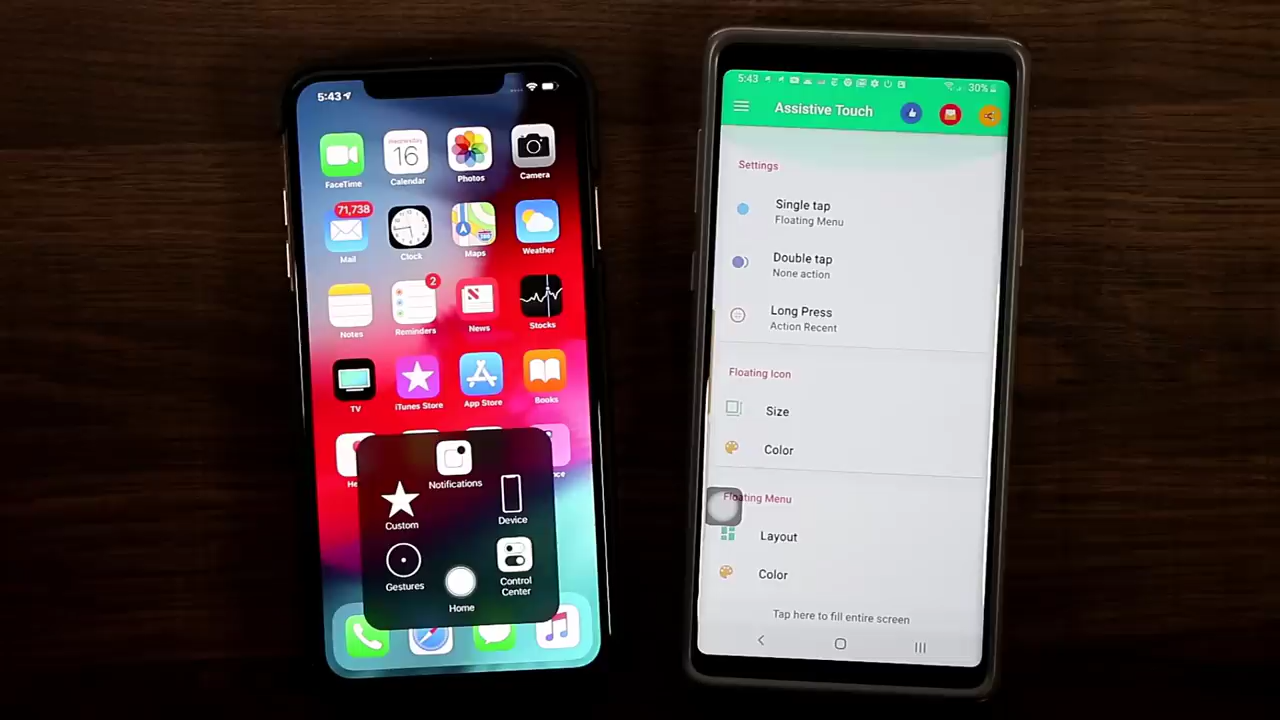 5:43
Wednesday
16
FaceTime
Calendar
Photos
Camera
71,738
Mail
Clock
Maps
Weather
2
Notes
Reminders
News
Stocks
TV
iTunes Store
App Store
Books
Notifications
Custom
Device
Gestures
Control
Center
Home
5:43
30%
Assistive Touch
Settings
Single tap
Floating Menu
Double tap
None action
Long Press
Action Recent
Floating Icon
Size
Color
Floating Menu
Layout
Color
Tap here to fill entire screen